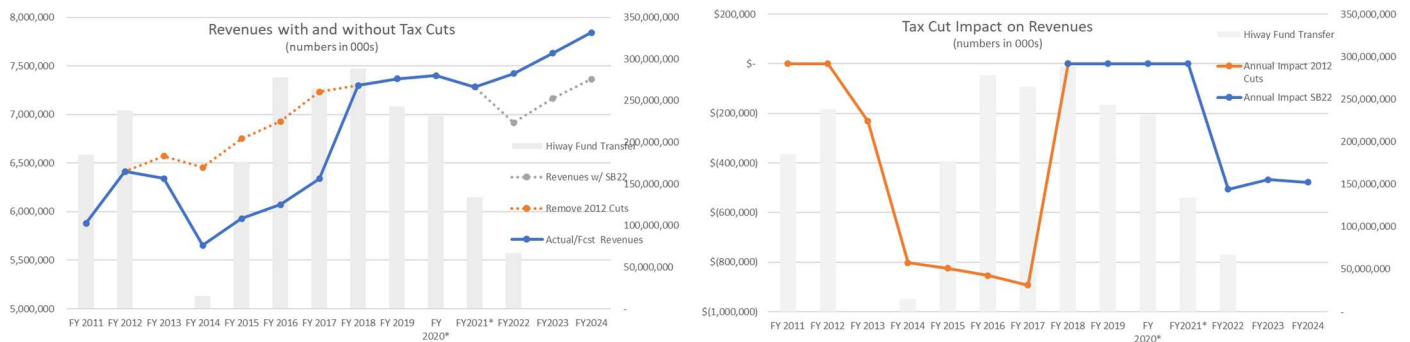 Revenues with and without Tax Cuts
(numbers in 000s)
8,000,000
7,500,000
7,000,000
6,500,000
6,000,000
5,500,000
5,000,000
350,000,000
300,000,000
250,000,000
200,000,000
150,000,000
100,000,000
50,000,000
-
Hiway Fund Transfer
Revenues w/ SB22
Remove 2012 Cuts
Actual/Fcst Revenues
FY 2011
FY 2012
FY 2013
FY 2014
FY 2015
FY 2016
FY 2017
FY 2018
FY 2019
FY
2020*
FY2021*
FY2022
FY2023
FY2024
Tax Cut Impact on Revenues
(numbers in 000s)
$200,000
$-
$(200,000)
$(400,000)
$(600,000)
$(800,000)
$(1,000,000)
350,000,000
300,000,000
250,000,000
200,000,000
150,000,000
100,000,000
50,000,000
-
Hiway Fund Transfer
Annual Impact 2012
Cuts
Annual Impact SB22
FY 2011
FY 2012
FY 2013
FY 2014
FY 2015
FY 2016
FY 2017
FY 2018
FY 2019
FY
2020*
FY2021*
FY2022
FY2023
FY2024